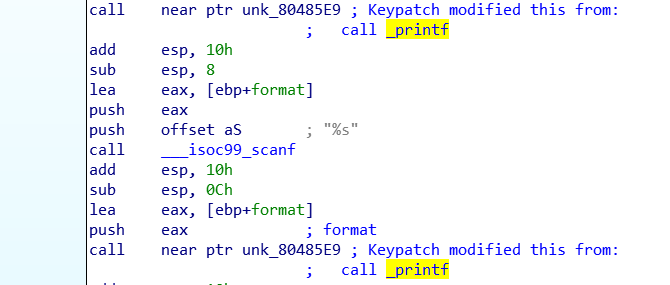 call near ptr unk_80485E9 ; Keypatch modified this from:
; call _printf
add esp, 10h
sub esp, 8
lea eax, [ebp+format]
push eax
push offset aS ; "%s"
call ___isoc99_scanf
add esp, 10h
sub esp, 0Ch
lea eax, [ebp+format]
push eax ; format
call near ptr unk_80485E9 ; Keypatch modified this from:
; call _printf